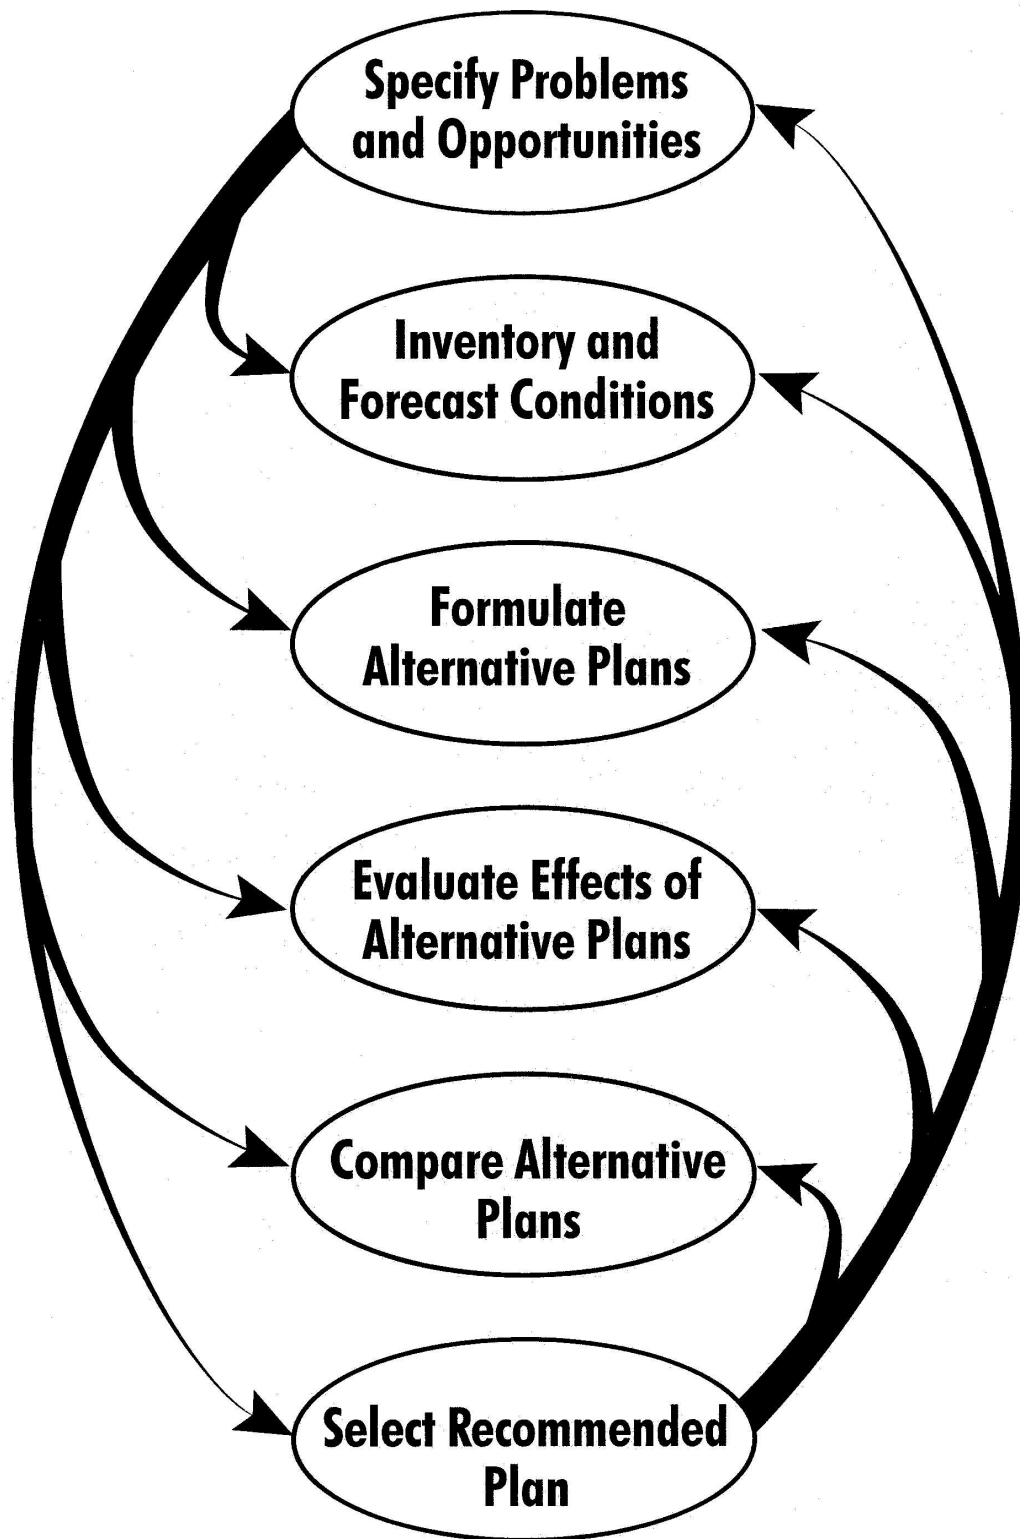 Specify Problems
and Opportunities
Inventory and
Forecast Conditions
Formulate
Alternative Plans
Evaluate Effects of
Alternative Plans
Compare Alternative
Plans
Select Recommended
Plan